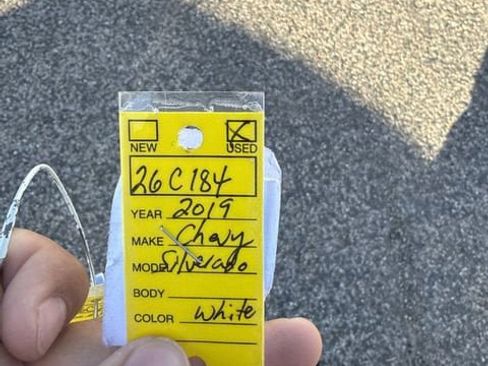 NEW USED
26C184
YEAR 2019
MAKE Chevy
MODEL Silverado
BODY
COLOR White